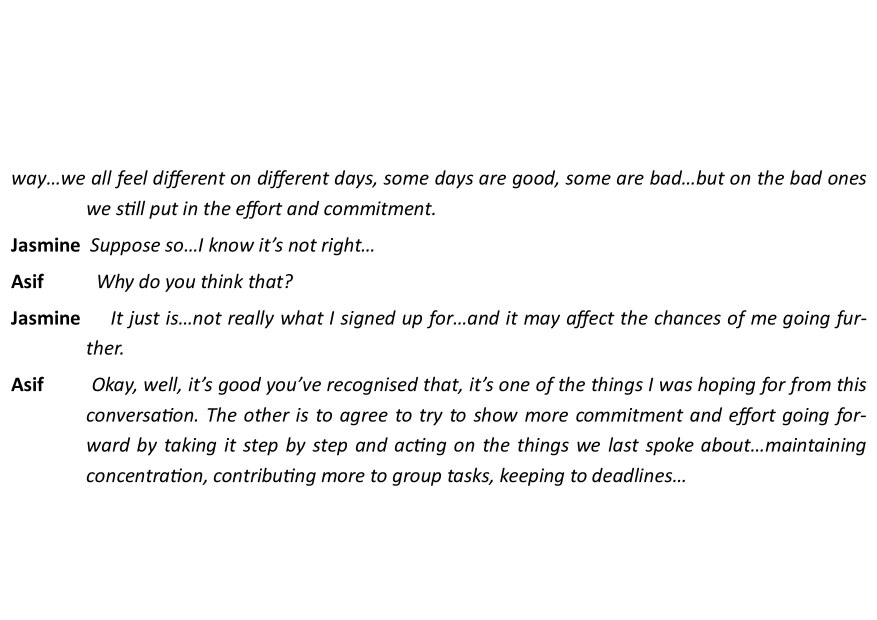 way…we all feel different on different days, some days are good, some are bad…but on the bad ones
we still put in the effort and commitment.
Jasmine Suppose so…I know it’s not right…
Asif Why do you think that?
Jasmine It just is…not really what I signed up for…and it may affect the chances of me going fur-
ther.
Asif Okay, well, it’s good you’ve recognised that, it’s one of the things I was hoping for from this
conversation. The other is to agree to try to show more commitment and effort going for-
ward by taking it step by step and acting on the things we last spoke about…maintaining
concentration, contributing more to group tasks, keeping to deadlines…